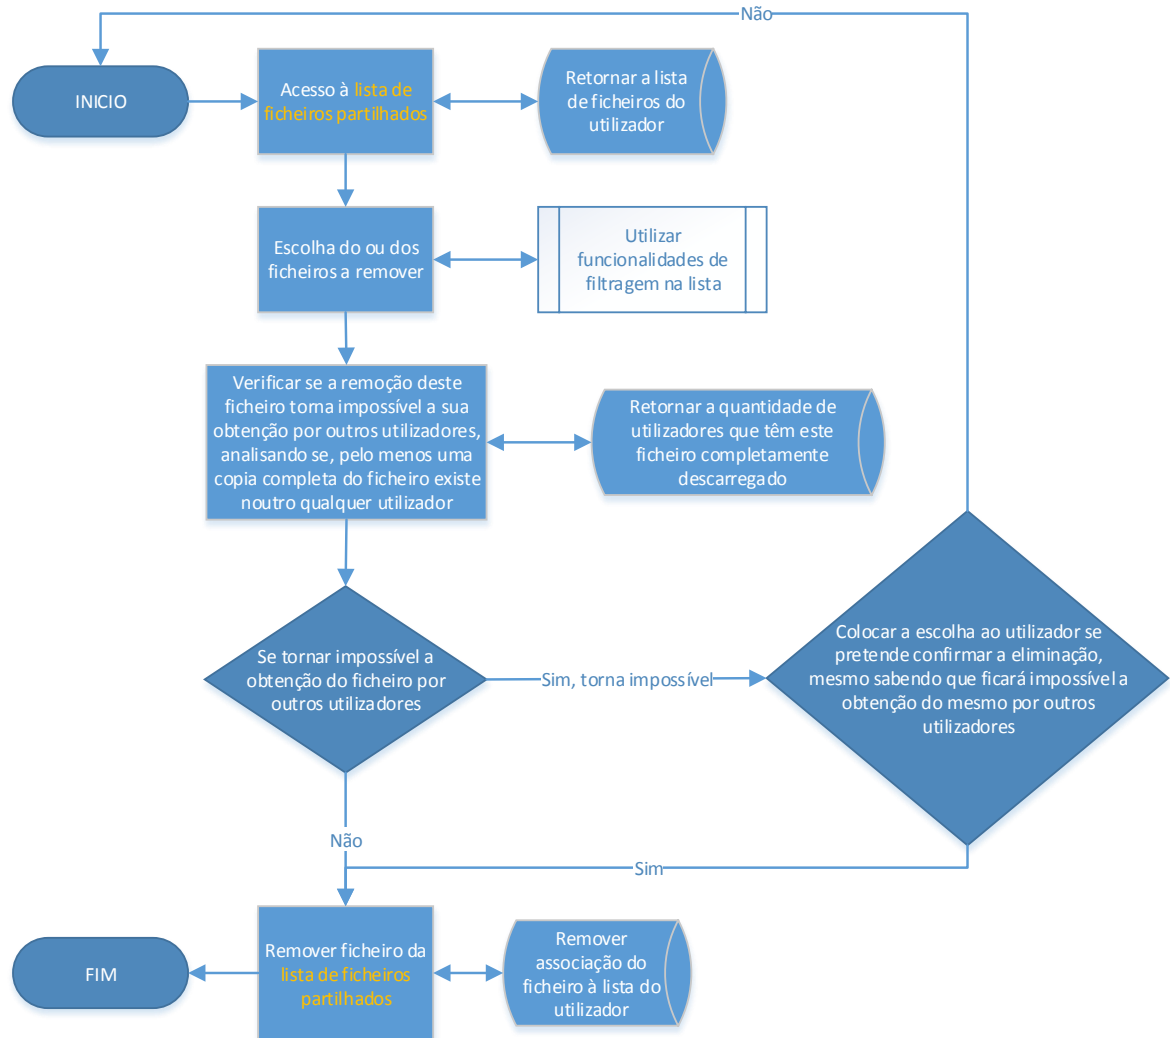 Não
INICIO
Acesso à lista de
ficheiros partilhados
Retornar a lista
de ficheiros do
utilizador
Escolha do ou dos
ficheiros a remover
Utilizar
funcionalidades de
filtragem na lista
Verificar se a remoção deste
ficheiro torna impossível a sua
obtenção por outros utilizadores,
analisando se, pelo menos uma
copia completa do ficheiro existe
noutro qualquer utilizador
Retornar a quantidade de
utilizadores que têm este
ficheiro completamente
descarregado
Se tornar impossível a
obtenção do ficheiro por
outros utilizadores
Sim, torna impossível
Colocar a escolha ao utilizador se
pretende confirmar a eliminação,
mesmo sabendo que ficará impossível a
obtenção do mesmo por outros
utilizadores
Não
Sim
Remover ficheiro da
lista de ficheiros
partilhados
Remover
associação do
ficheiro à lista do
utilizador
FIM